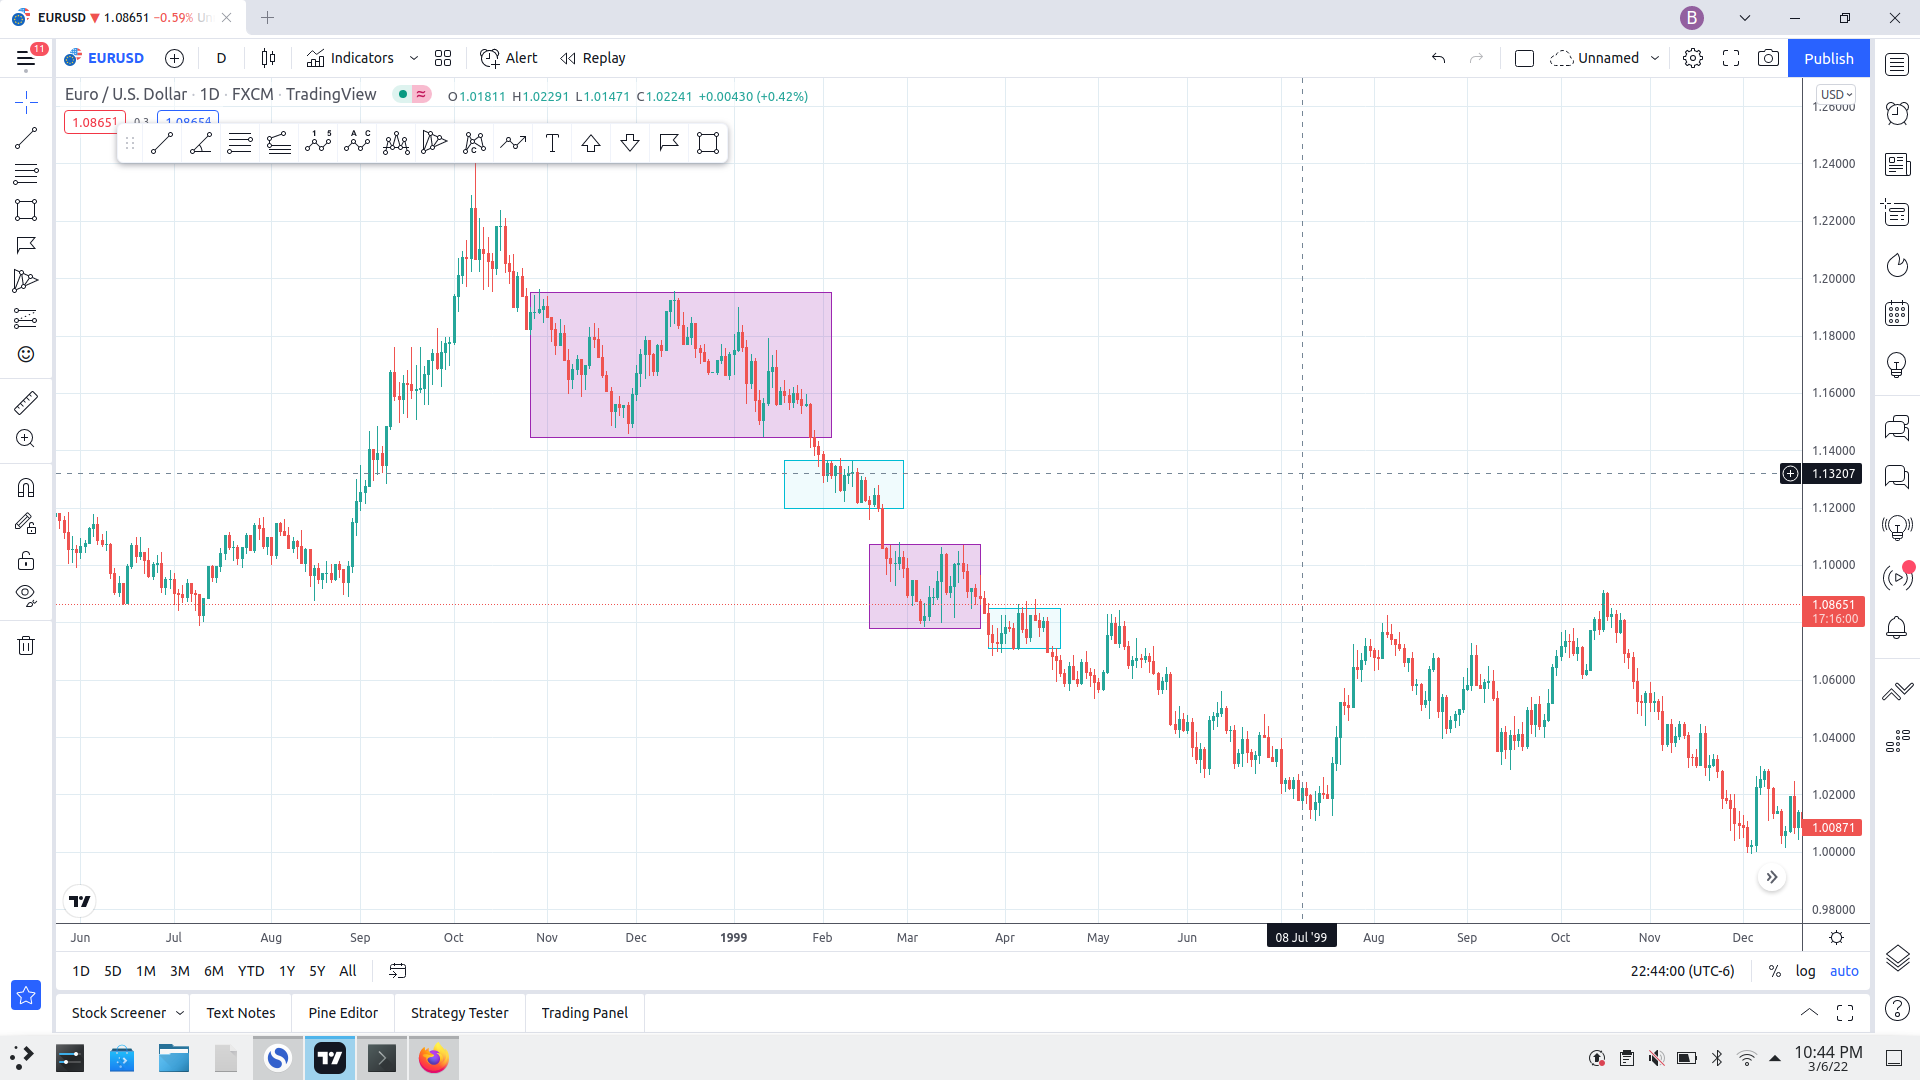 EURUSD ▼ 1.08651 −0.59% Un
B
11
EURUSD
D
Indicators
Alert
Replay
Unnamed
Publish
Euro / U.S. Dollar · 1D · FXCM · TradingView
O1.01811 H1.02291 L1.01471 C1.02241 +0.00430 (+0.42%)
USD
1.08651 0.3 1.08654
1.26000
1.24000
1.22000
1.20000
1.18000
1.16000
1.14000
1.13207
1.12000
1.10000
1.08651
17:16:00
1.06000
1.04000
1.02000
1.00871
1.00000
0.98000
Jun Jul Aug Sep Oct Nov Dec 1999 Feb Mar Apr May Jun 08 Jul '99 Aug Sep Oct Nov Dec
1D 5D 1M 3M 6M YTD 1Y 5Y All
22:44:00 (UTC-6) % log auto
Stock Screener Text Notes Pine Editor Strategy Tester Trading Panel
10:44 PM
3/6/22